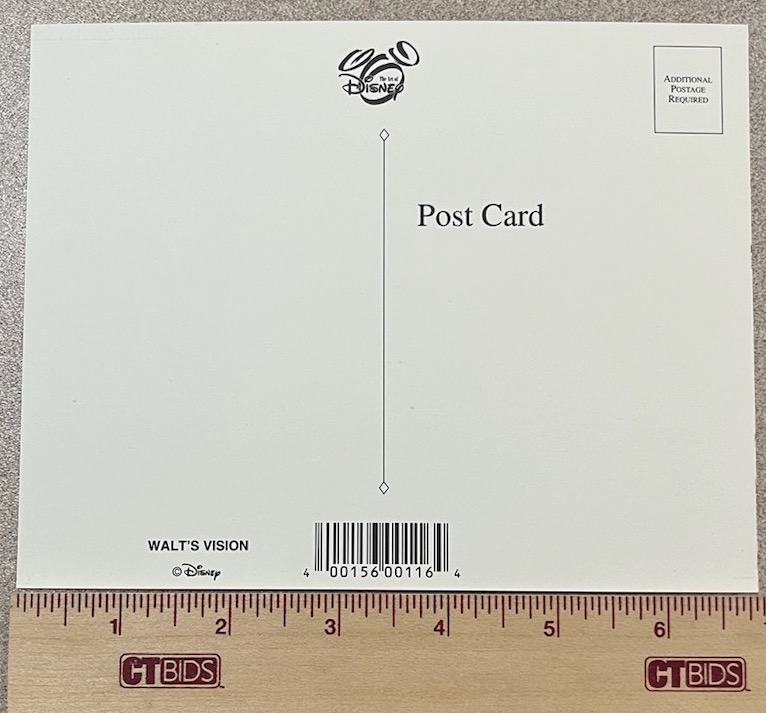 The Art of
Disney
ADDITIONAL
POSTAGE
REQUIRED
Post Card
WALT'S VISION
© Disney
4 00156 00116 4
1 2 3 4 5 6
CTBIDS CTBIDS